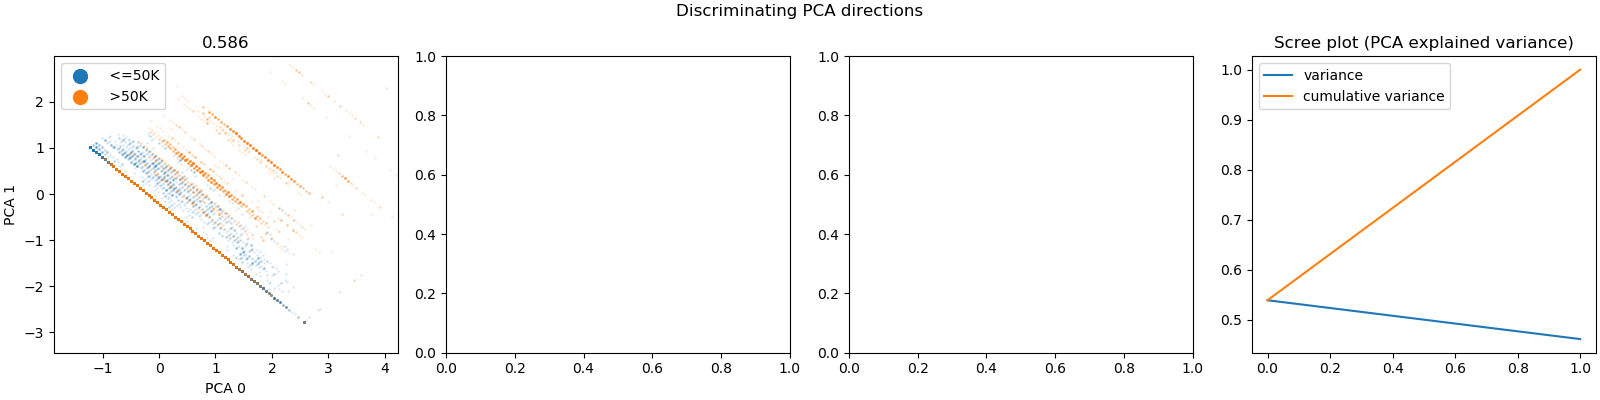 Discriminating PCA directions
0.586
<=50K
>50K
2
1
0
−1
−2
−3
PCA 1
−1 0 1 2 3 4
PCA 0
1.0
0.8
0.6
0.4
0.2
0.0
0.0 0.2 0.4 0.6 0.8 1.0
1.0
0.8
0.6
0.4
0.2
0.0
0.0 0.2 0.4 0.6 0.8 1.0
Scree plot (PCA explained variance)
variance
cumulative variance
1.0
0.9
0.8
0.7
0.6
0.5
0.0 0.2 0.4 0.6 0.8 1.0